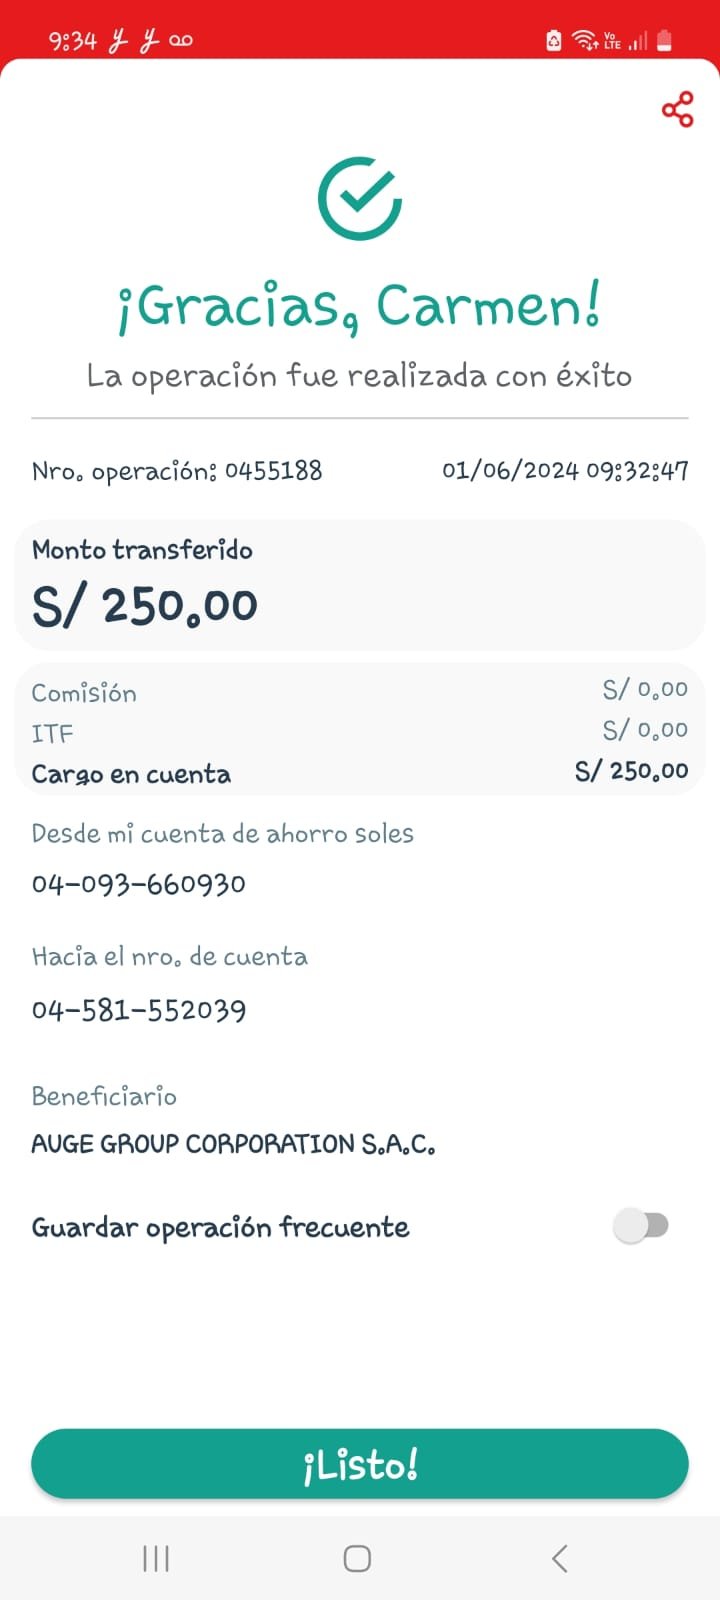 9:34
Vo
LTE
¡Gracias, Carmen!
La operación fue realizada con éxito
Nro. operación: 0455188 01/06/2024 09:32:47
Monto transferido
S/ 250.00
Comisión S/ 0.00
ITF S/ 0.00
Cargo en cuenta S/ 250.00
Desde mi cuenta de ahorro soles
04-093-660930
Hacia el nro. de cuenta
04-581-552039
Beneficiario
AUGE GROUP CORPORATION S.A.C.
Guardar operación frecuente
¡Listo!